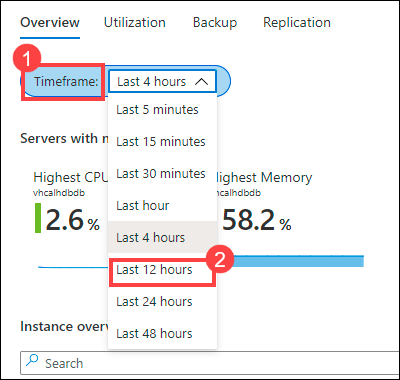 Overview Utilization Backup Replication
1
Timeframe: Last 4 hours
Last 5 minutes
Last 15 minutes
Last 30 minutes
Last hour
Last 4 hours
Last 12 hours
2
Last 24 hours
Last 48 hours
Servers with m
Highest CPU
vhcalhdbdb
2.6 %
ighest Memory
hcalhdbdb
58.2 %
Instance overv
Search